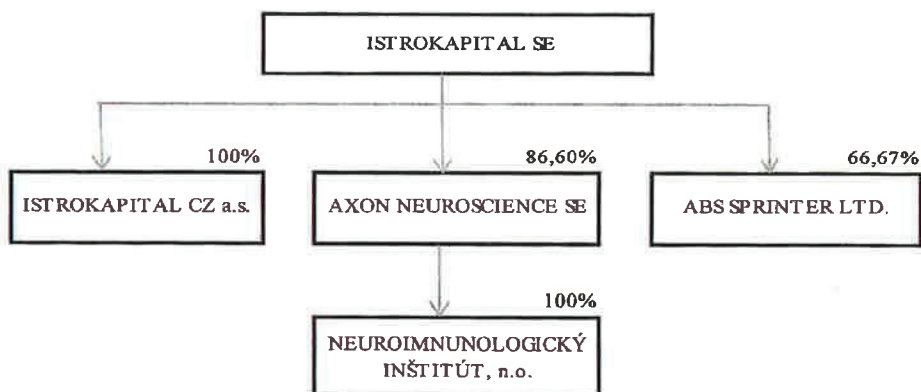 ISTROKAPITAL SE
100%
86,60%
66,67%
ISTROKAPITAL CZ a.s.
AXON NEUROSCIENCE SE
ABS SPRINTER LTD.
100%
NEUROIMNUNOLOGICKÝ
INŠTITÚT, n.o.